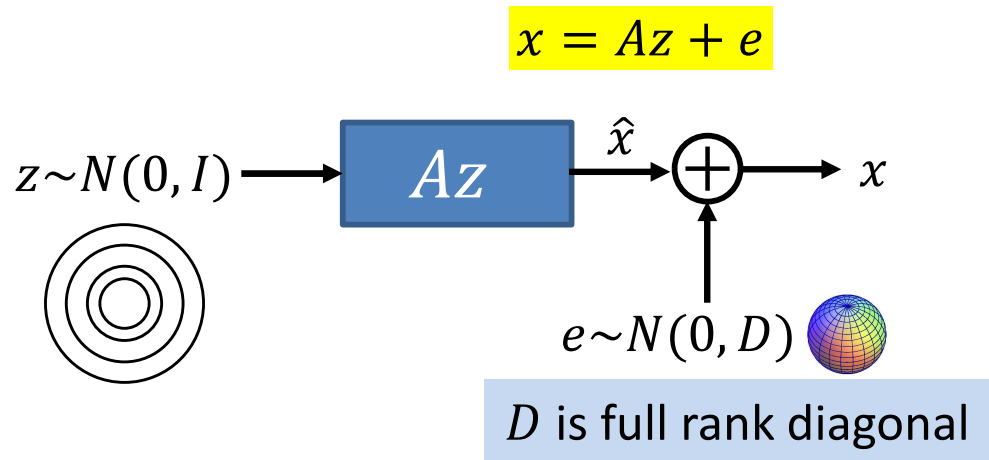 x = Az + e
z~N(0, I)
Az
x̂
x
e~N(0, D)
D is full rank diagonal